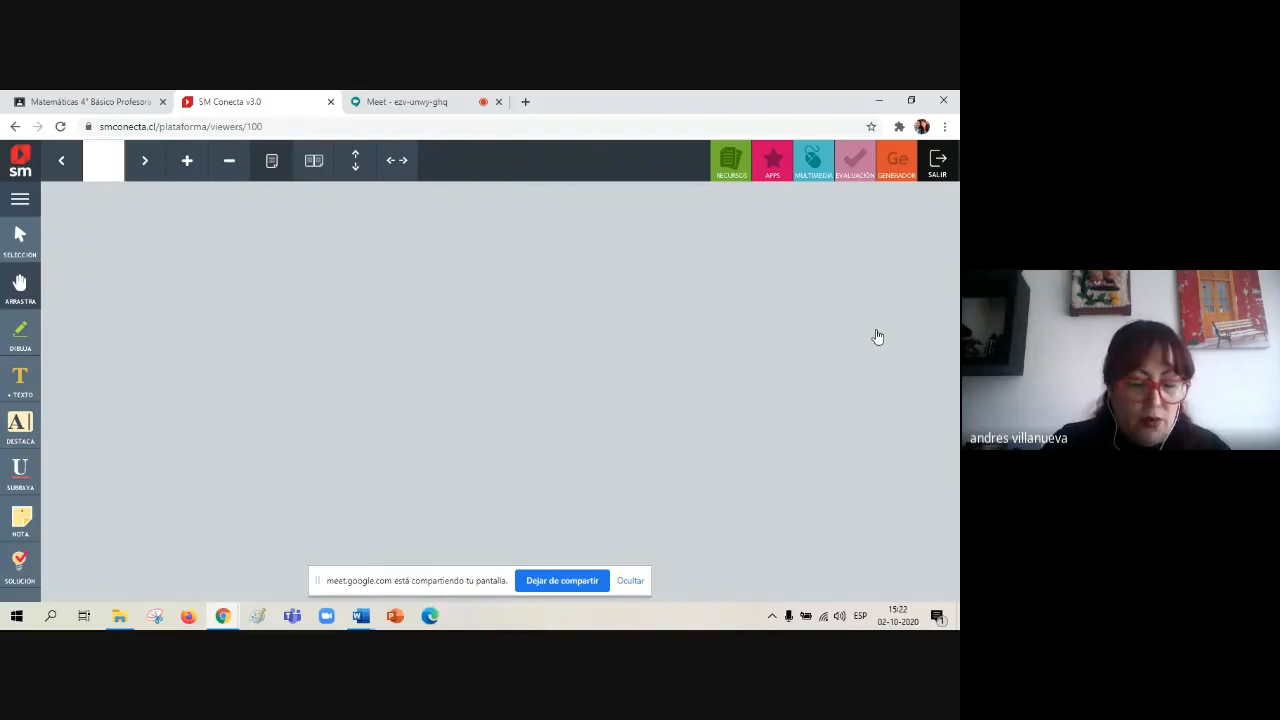 Matemáticas 4° Básico Profesora
SM Conecta v3.0
Meet - ezv-unwy-ghq
smconecta.cl/plataforma/viewers/100
sm
RECURSOS
APPS
MULTIMEDIA
EVALUACIÓN
Ge
GENERADOR
SALIR
SELECCIÓN
ARRASTRA
DIBUJA
T
+ TEXTO
A
DESTACA
U
SUBRAYA
NOTA
SOLUCIÓN
andres villanueva
meet.google.com está compartiendo tu pantalla.
Dejar de compartir
Ocultar
ESP
15:22
02-10-2020
1